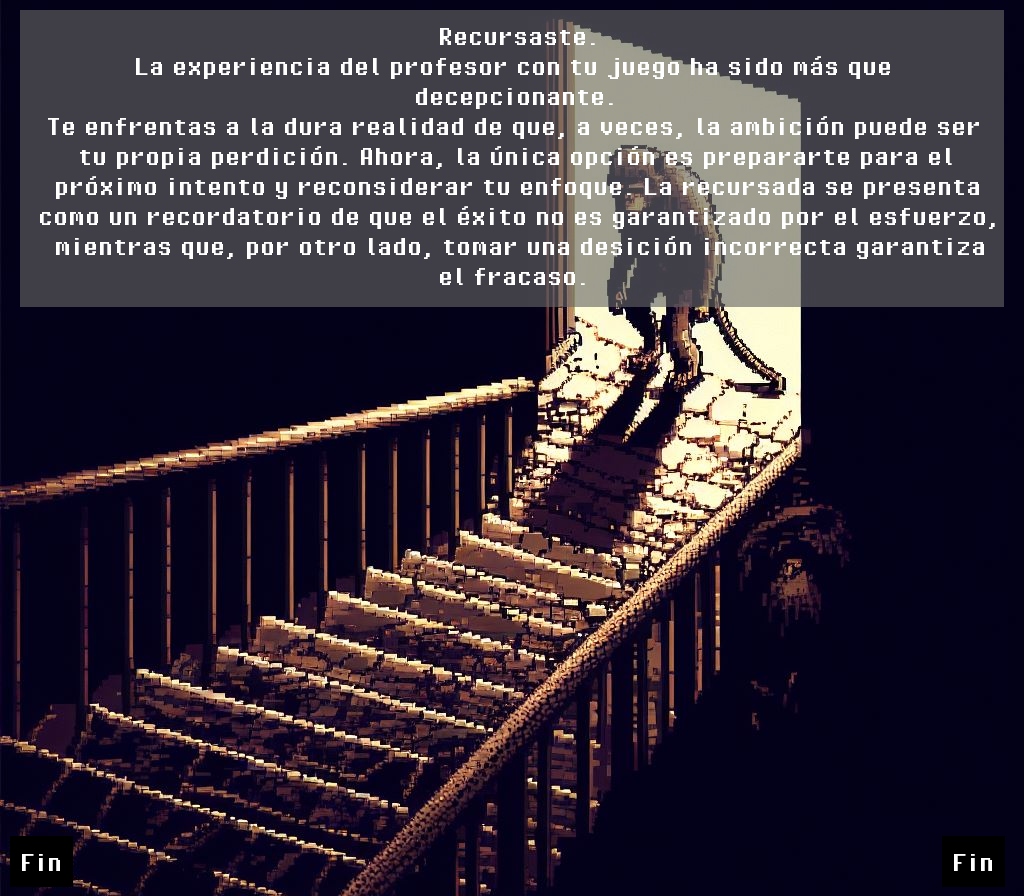 Recursaste.
La experiencia del profesor con tu juego ha sido más que
decepcionante.
Te enfrentas a la dura realidad de que, a veces, la ambición puede ser
tu propia perdición. Ahora, la única opción es prepararte para el
próximo intento y reconsiderar tu enfoque. La recursada se presenta
como un recordatorio de que el éxito no es garantizado por el esfuerzo,
mientras que, por otro lado, tomar una desición incorrecta garantiza
el fracaso.
Fin
Fin